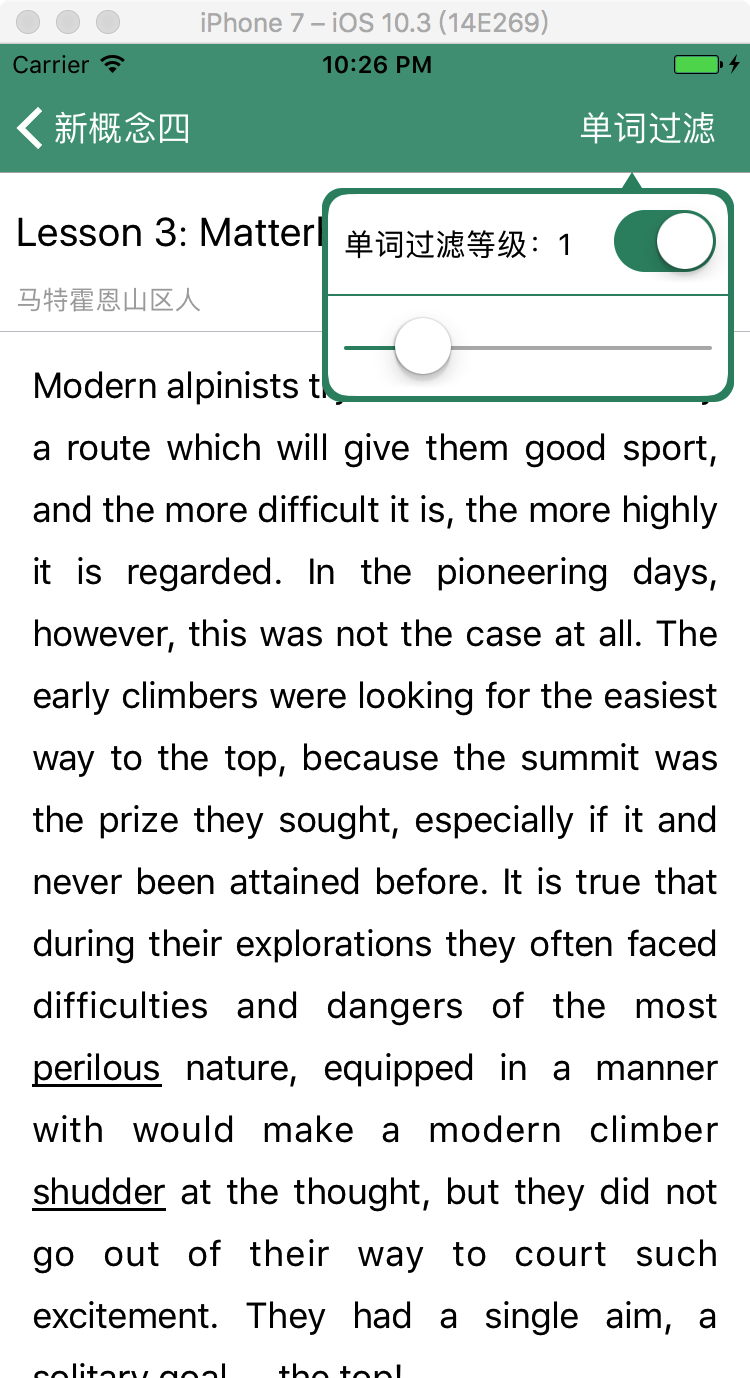 iPhone 7 – iOS 10.3 (14E269)
Carrier 10:26 PM
新概念四 单词过滤
Lesson 3: Matterl
单词过滤等级：1
马特霍恩山区人
Modern alpinists
a route which will give them good sport,
and the more difficult it is, the more highly
it is regarded. In the pioneering days,
however, this was not the case at all. The
early climbers were looking for the easiest
way to the top, because the summit was
the prize they sought, especially if it and
never been attained before. It is true that
during their explorations they often faced
difficulties and dangers of the most
perilous nature, equipped in a manner
with would make a modern climber
shudder at the thought, but they did not
go out of their way to court such
excitement. They had a single aim, a
solitary goal — the top!